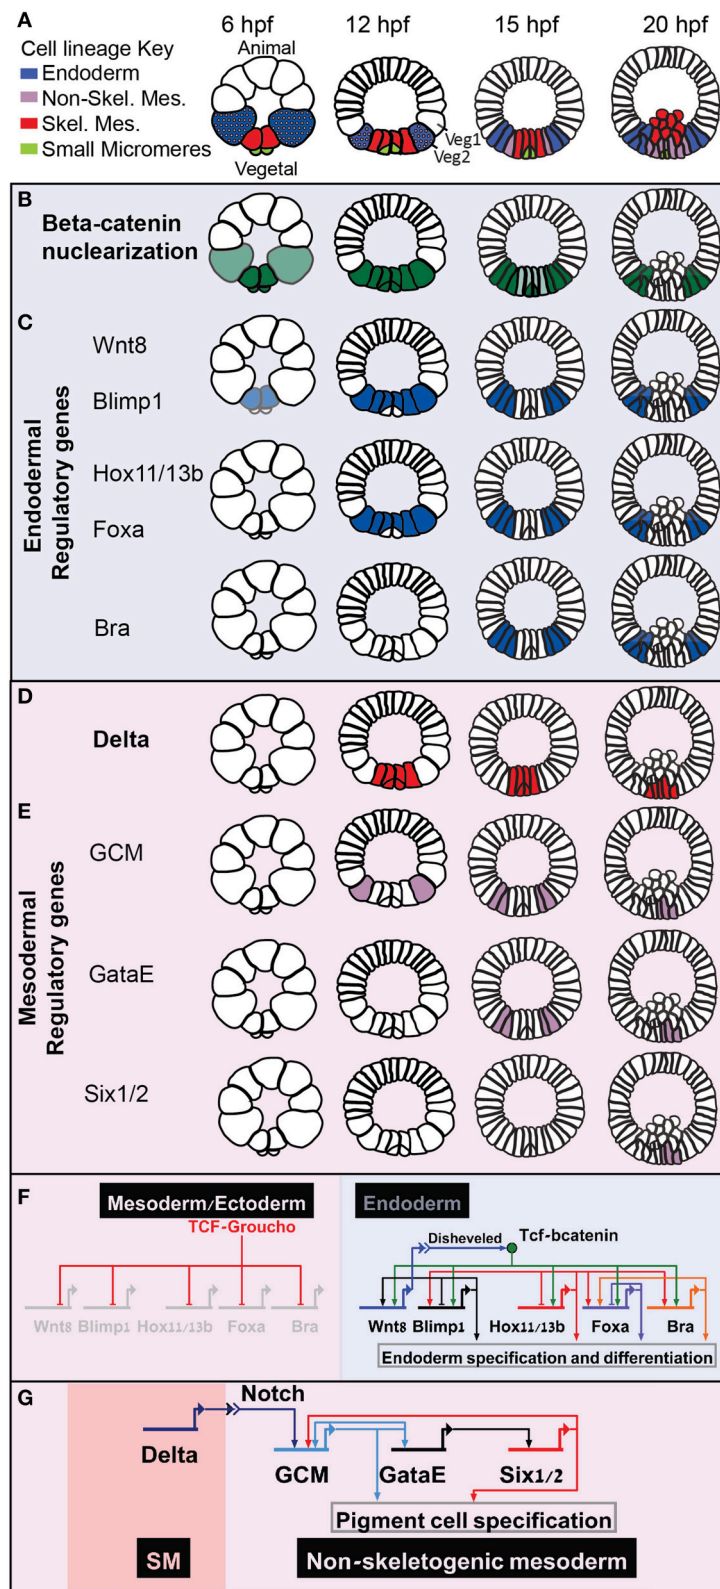 A
6 hpf 12 hpf 15 hpf 20 hpf
Cell lineage Key
Endoderm
Non-Skel. Mes.
Skel. Mes.
Small Micromeres
Animal
Vegetal
Veg1
Veg2
B
Beta-catenin
nuclearization
C
Endodermal
Regulatory genes
Wnt8
Blimp1
Hox11/13b
Foxa
Bra
D
Delta
E
Mesodermal
Regulatory genes
GCM
GataE
Six1/2
F
Mesoderm/Ectoderm
TCF-Groucho
Wnt8 Blimp1 Hox11/13b Foxa Bra
Endoderm
Disheveled
Tcf-bcatenin
Wnt8 Blimp1 Hox11/13b Foxa Bra
Endoderm specification and differentiation
G
Notch
Delta
GCM GataE Six1/2
Pigment cell specification
SM
Non-skeletogenic mesoderm